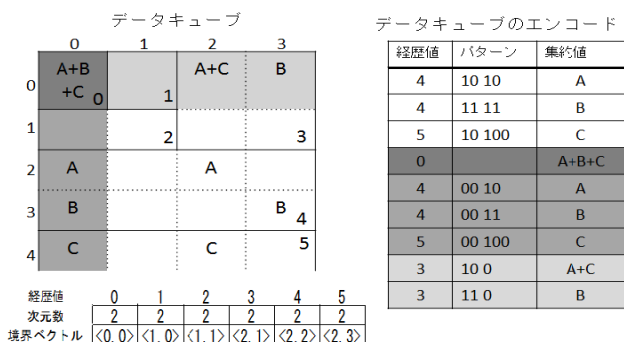 データキューブ
0 1 2 3
0 A+B A+C B
+C 0 1
1 2 3
2 A A
3 B B 4
4 C C 5
経歴値 0 1 2 3 4 5
次元数 2 2 2 2 2 2
境界ベクトル <0, 0> <1, 0> <1, 1> <2, 1> <2, 2> <2, 3>
データキューブのエンコード
経歴値 パターン 集約値
4 10 10 A
4 11 11 B
5 10 100 C
0 A+B+C
4 00 10 A
4 00 11 B
5 00 100 C
3 10 0 A+C
3 11 0 B